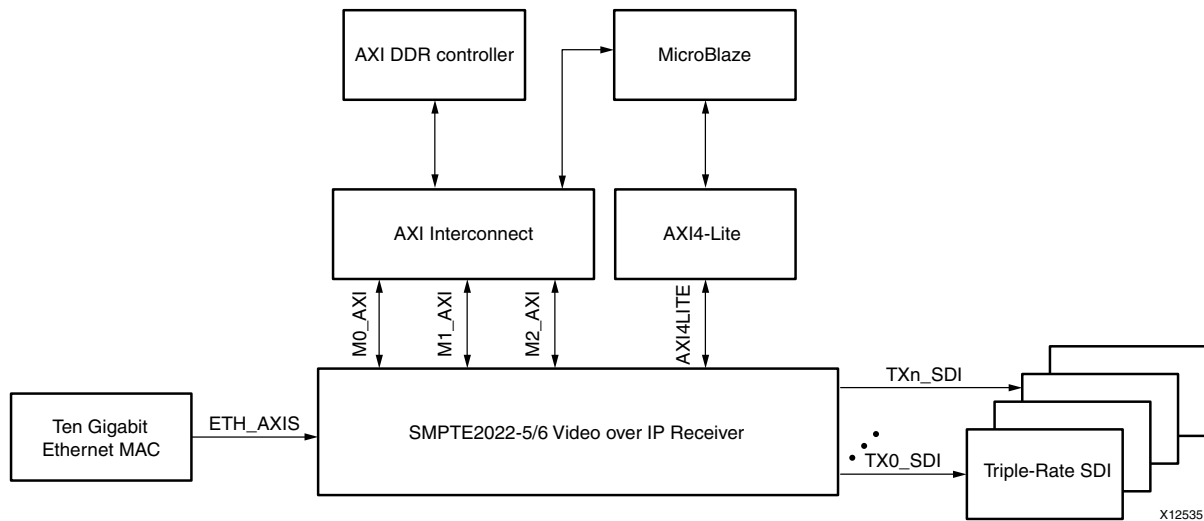 AXI DDR controller
MicroBlaze
AXI Interconnect
AXI4-Lite
M0_AXI
M1_AXI
M2_AXI
AXI4LITE
TXn_SDI
Ten Gigabit
Ethernet MAC
ETH_AXIS
SMPTE2022-5/6 Video over IP Receiver
TX0_SDI
Triple-Rate SDI
X12535